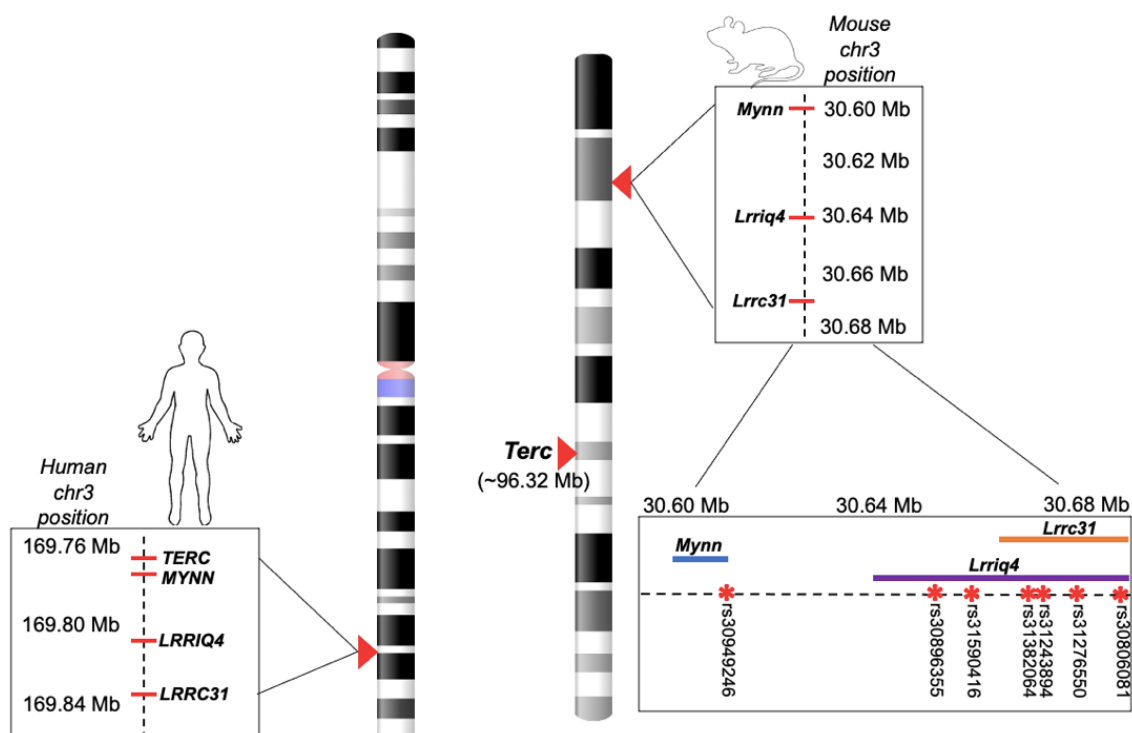 Mouse
chr3
position
Mynn
30.60 Mb
30.62 Mb
Lrriq4
30.64 Mb
30.66 Mb
Lrrc31
30.68 Mb
Terc
(~96.32 Mb)
Human
chr3
position
169.76 Mb
TERC
MYNN
169.80 Mb
LRRIQ4
LRRC31
169.84 Mb
30.60 Mb
30.64 Mb
30.68 Mb
Lrrc31
Mynn
Lrriq4
rs30949246
rs30896355
rs31590416
rs31382064
rs31243894
rs31276550
rs30806081